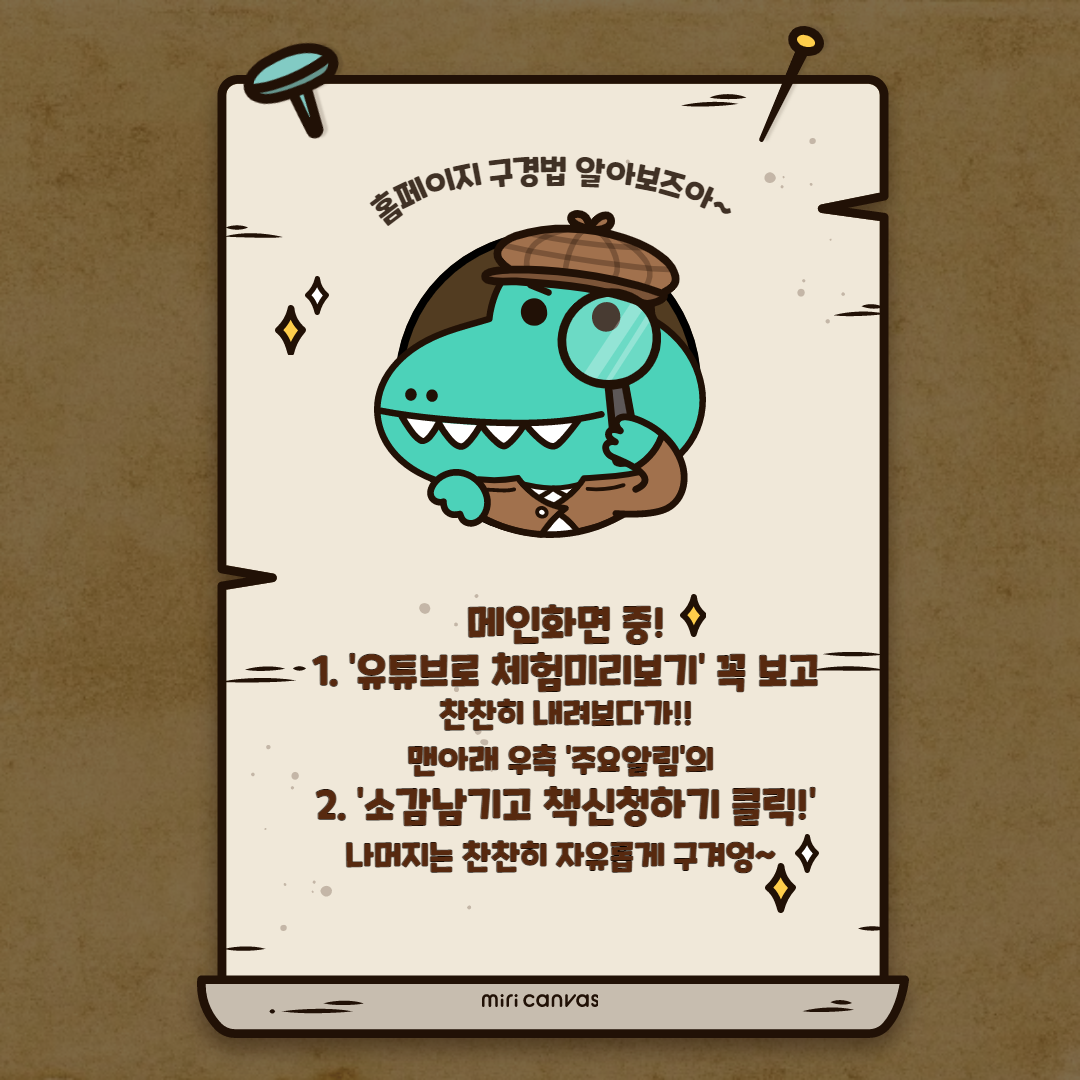 홈페이지 구경법 알아보즈아~
메인화면 중!
1. '유튜브로 체험미리보기' 꼭 보고
찬찬히 내려보다가!!
맨아래 우측 '주요알림'의
2. '소감남기고 책신청하기 클릭!'
나머지는 찬찬히 자유롭게 구겨엉~
miri canvas